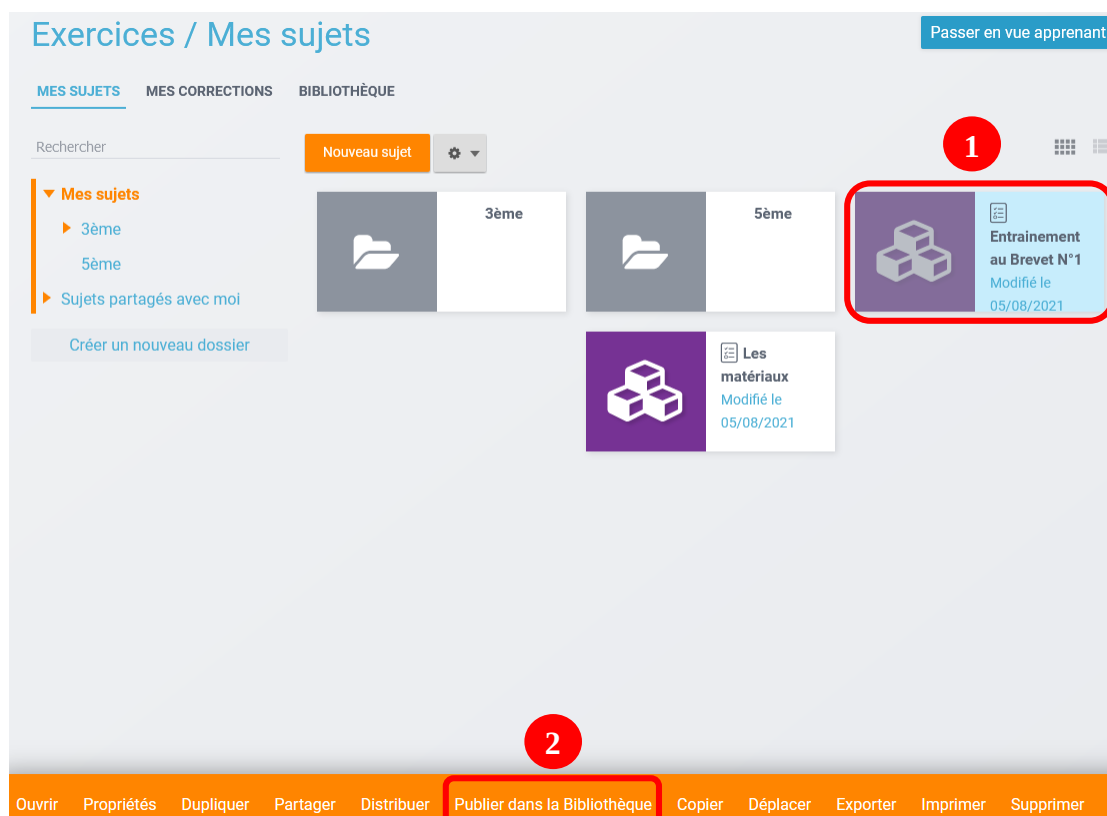 Exercices / Mes sujets
Passer en vue apprenant
MES SUJETS MES CORRECTIONS BIBLIOTHÈQUE
Rechercher
Nouveau sujet
1
Mes sujets
3ème
5ème
Sujets partagés avec moi
Créer un nouveau dossier
3ème
5ème
Entrainement
au Brevet N°1
Modifié le
05/08/2021
Les
matériaux
Modifié le
05/08/2021
2
Ouvrir Propriétés Dupliquer Partager Distribuer Publier dans la Bibliothèque Copier Déplacer Exporter Imprimer Supprimer